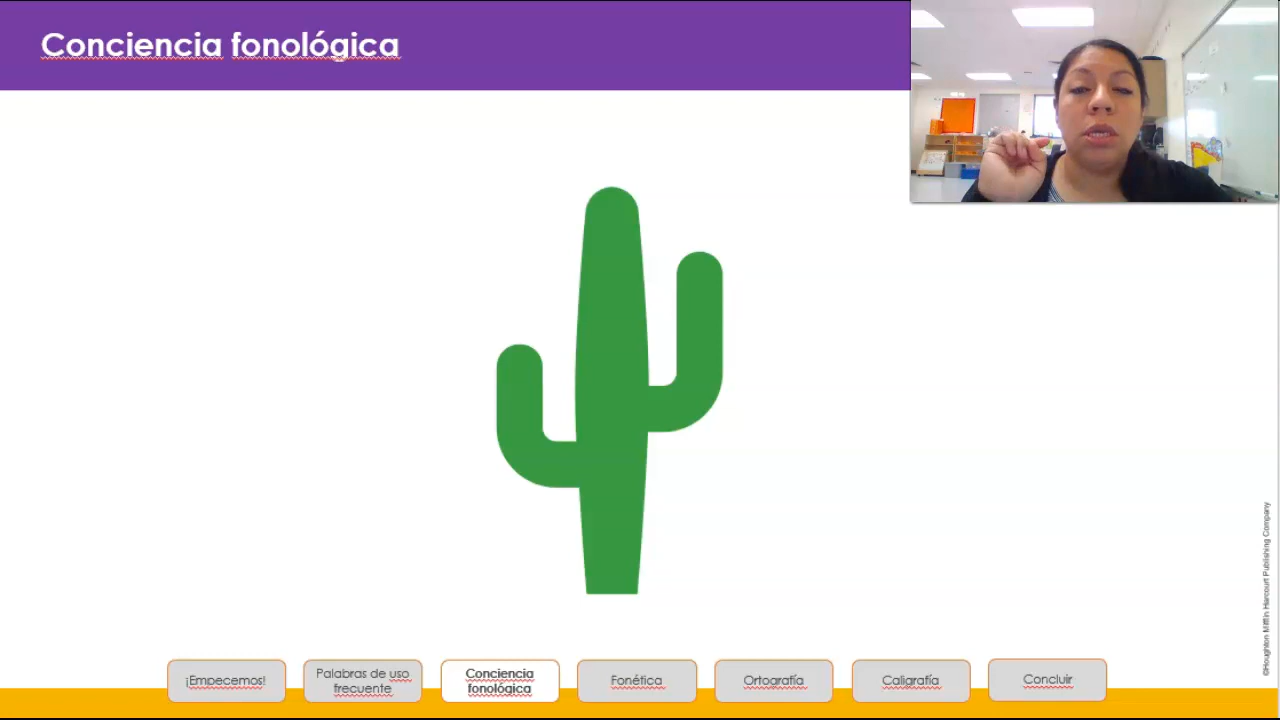 Conciencia fonológica
©Houghton Mifflin Harcourt Publishing Company
¡Empecemos!
Palabras de uso
frecuente
Conciencia
fonológica
Fonética
Ortografía
Caligrafía
Concluir